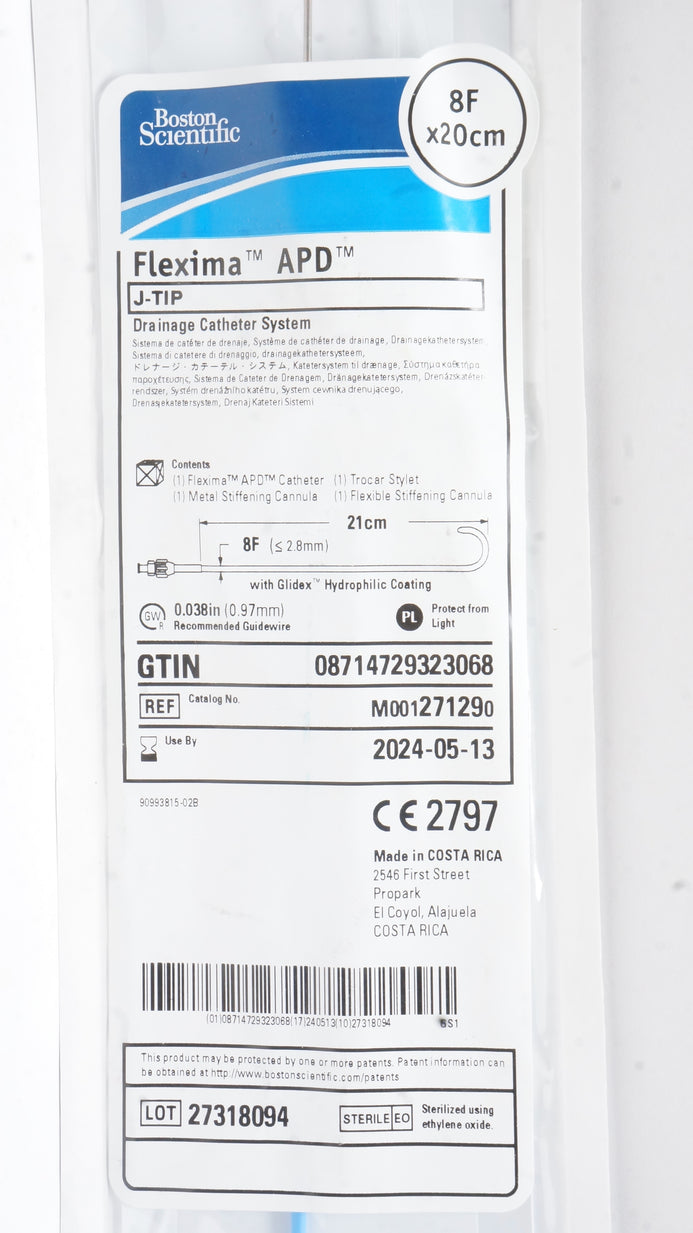 Boston
Scientific
8F
x20cm
Flexima™ APD™
J-TIP
Drainage Catheter System
Sistema de catéter de drenaje, Système de cathéter de drainage, Drainagekathetersystem,
Sistema di catetere di drenaggio, drainagekathetersysteem,
ドレナージ・カテーテル・システム, Katetersystem til drænage, Σύστημα καθετήρα
παροχέτευσης, Sistema de Cateter de Drenagem, Dränagekatetersystem, Drenázskatéter-
rendszer, Systém drenážního katétru, System cewnika drenującego,
Drenasjekatetersystem, Drenaj Kateteri Sistemi
Contents
(1) Flexima™ APD™ Catheter (1) Trocar Stylet
(1) Metal Stiffening Cannula (1) Flexible Stiffening Cannula
21cm
8F (≤ 2.8mm)
with Glidex™ Hydrophilic Coating
GW
R
0.038in (0.97mm)
Recommended Guidewire
PL
Protect from
Light
GTIN 08714729323068
REF Catalog No. M001271290
Use By 2024-05-13
90993815-02B
CE 2797
Made in COSTA RICA
2546 First Street
Propark
El Coyol, Alajuela
COSTA RICA
(01)08714729323068(17)240513(10)27318094
This product may be protected by one or more patents. Patent information can
be obtained at http://www.bostonscientific.com/patents
LOT 27318094
STERILE EO
Sterilized using
ethylene oxide.